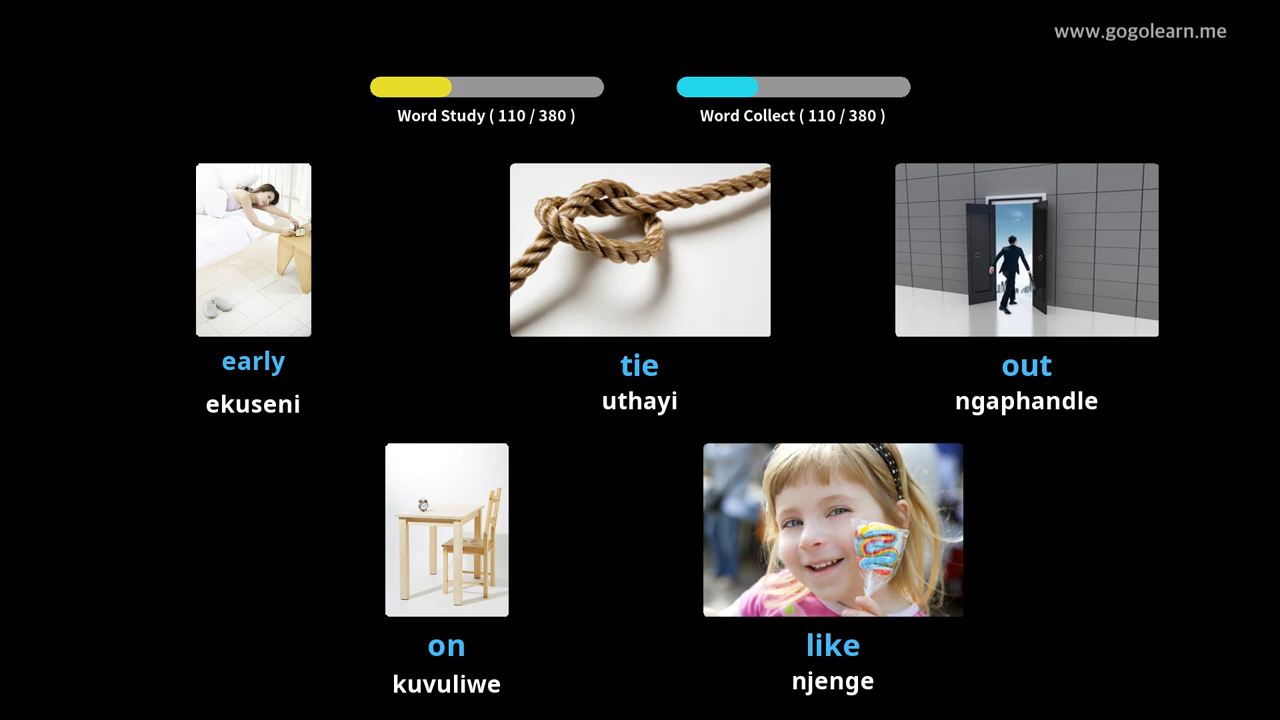 www.gogolearn.me
Word Study ( 110 / 380 )
Word Collect ( 110 / 380 )
early
ekuseni
tie
uthayi
out
ngaphandle
on
kuvuliwe
like
njenge